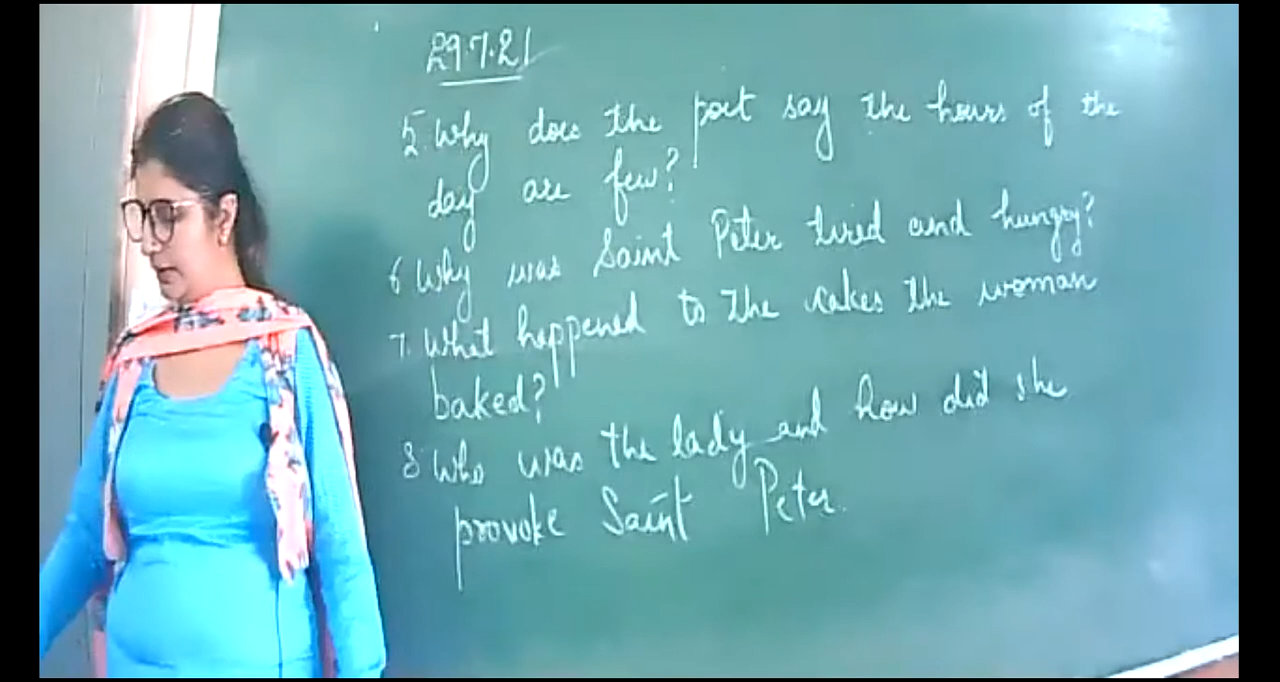 29.7.21
5. Why does the poet say the hours of the
day are few?
6 Why was Saint Peter tired and hungry?
7. What happened to the cakes the woman
baked?
8 Who was the lady and how did she
provoke Saint Peter.